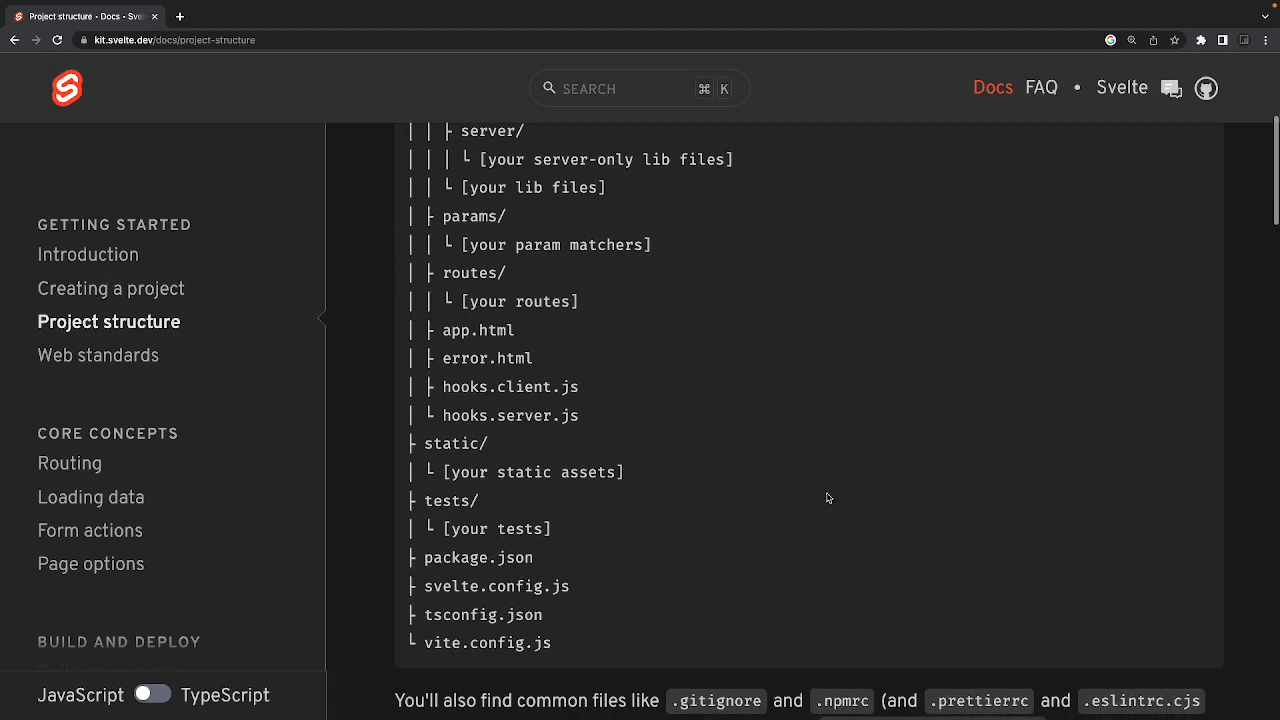 Project structure - Docs - Sve
kit.svelte.dev/docs/project-structure
SEARCH
⌘ K
Docs FAQ • Svelte
GETTING STARTED
Introduction
Creating a project
Project structure
Web standards
CORE CONCEPTS
Routing
Loading data
Form actions
Page options
BUILD AND DEPLOY
JavaScript TypeScript
│ │ ├ server/
│ │ │ └ [your server-only lib files]
│ │ └ [your lib files]
│ ├ params/
│ │ └ [your param matchers]
│ ├ routes/
│ │ └ [your routes]
│ ├ app.html
│ ├ error.html
│ ├ hooks.client.js
│ └ hooks.server.js
├ static/
│ └ [your static assets]
├ tests/
│ └ [your tests]
├ package.json
├ svelte.config.js
├ tsconfig.json
└ vite.config.js
You'll also find common files like .gitignore and .npmrc (and .prettierrc and .eslintrc.cjs